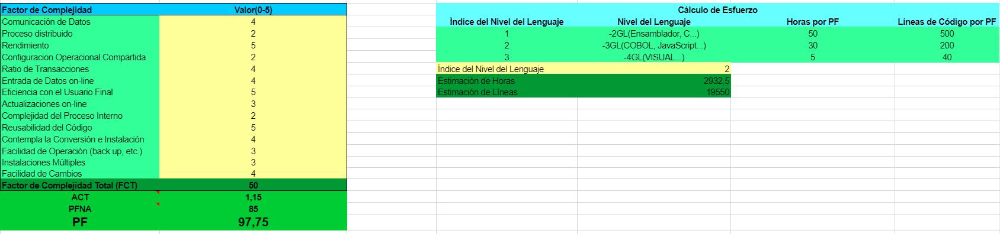 Factor de Complejidad Valor(0-5)
Comunicación de Datos 4
Proceso distribuido 2
Rendimiento 5
Configuracion Operacional Compartida 2
Ratio de Transacciones 4
Entrada de Datos on-line 4
Eficiencia con el Usuario Final 5
Actualizaciones on-line 3
Complejidad del Proceso Interno 2
Reusabilidad del Código 5
Contempla la Conversión e Instalación 4
Facilidad de Operación (back up, etc.) 3
Instalaciones Múltiples 3
Facilidad de Cambios 4
Factor de Complejidad Total (FCT) 50
ACT 1,15
PFNA 85
PF 97,75
Cálculo de Esfuerzo
Índice del Nivel del Lenguaje Nivel del Lenguaje Horas por PF Líneas de Código por PF
1 -2GL(Ensamblador, C...) 50 500
2 -3GL(COBOL, JavaScript...) 30 200
3 -4GL(VISUAL...) 5 40
Índice del Nivel del Lenguaje 2
Estimación de Horas 2932,5
Estimación de Líneas 19550